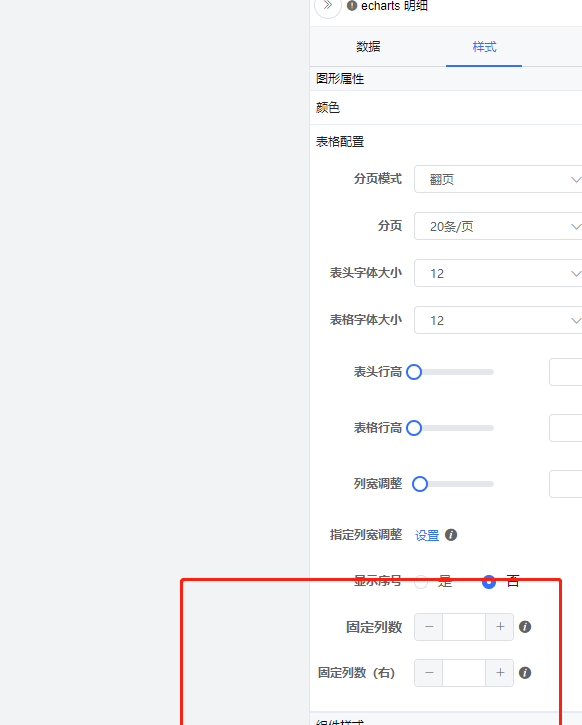 echarts 明细
数据 样式
图形属性
颜色
表格配置
分页模式 翻页
分页 20条/页
表头字体大小 12
表格字体大小 12
表头行高
表格行高
列宽调整
指定列宽调整 设置
显示序号 是 否
固定列数
固定列数（右）
组件样式